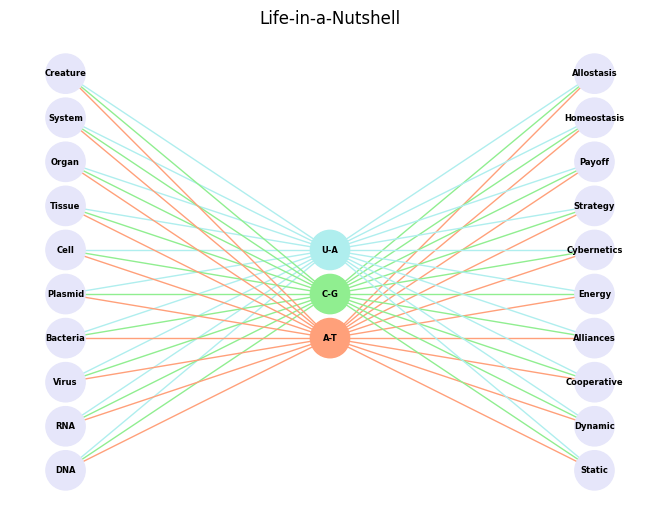 Life-in-a-Nutshell
Creature
System
Organ
Tissue
Cell
Plasmid
Bacteria
Virus
RNA
DNA
U-A
C-G
A-T
Allostasis
Homeostasis
Payoff
Strategy
Cybernetics
Energy
Alliances
Cooperative
Dynamic
Static